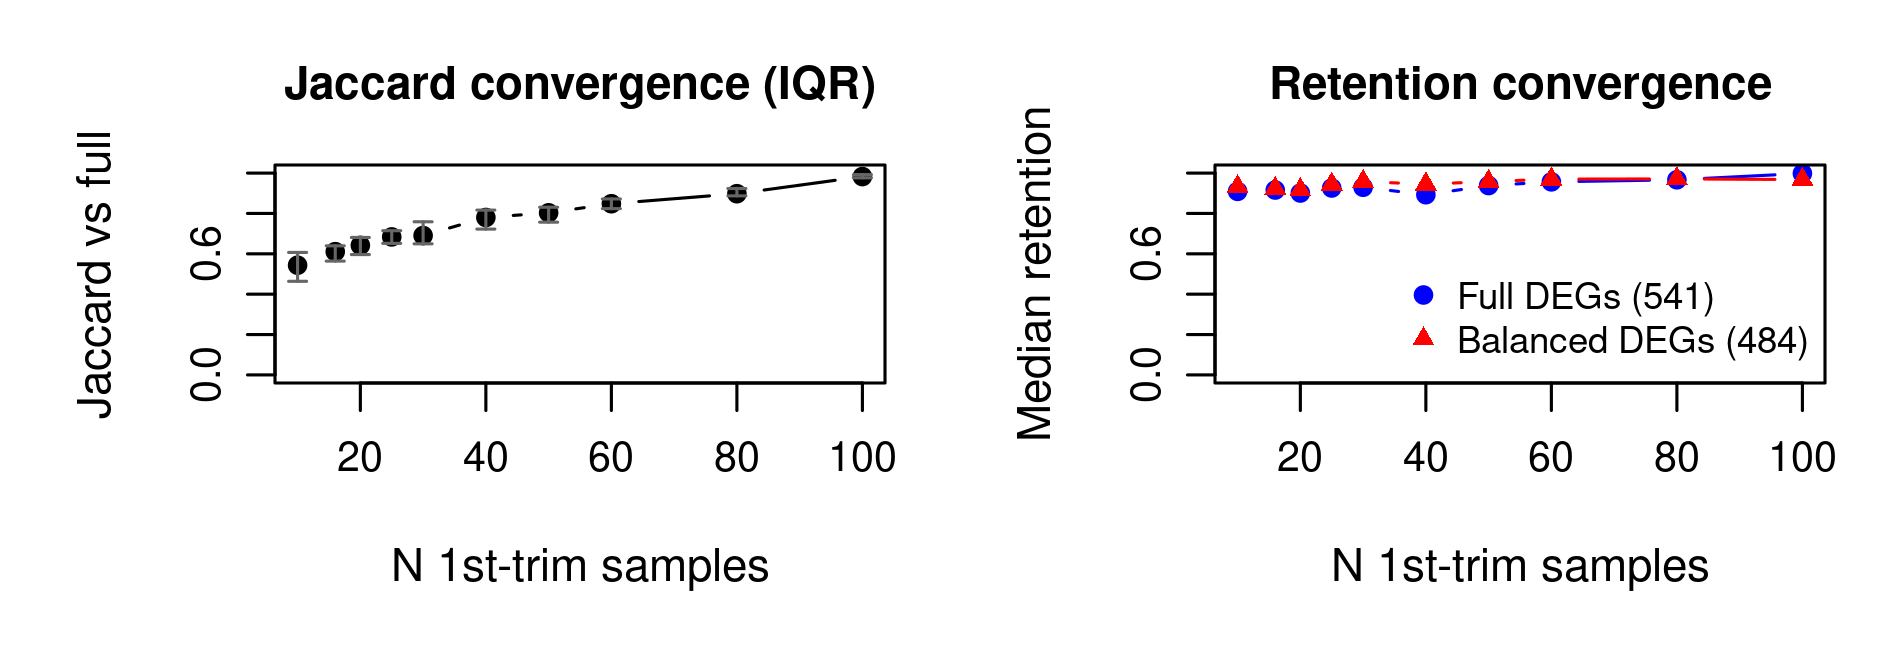 Jaccard convergence (IQR)
Jaccard vs full
0.6
0.0
20 40 60 80 100
N 1st-trim samples
Retention convergence
Median retention
0.6
0.0
Full DEGs (541)
Balanced DEGs (484)
20 40 60 80 100
N 1st-trim samples